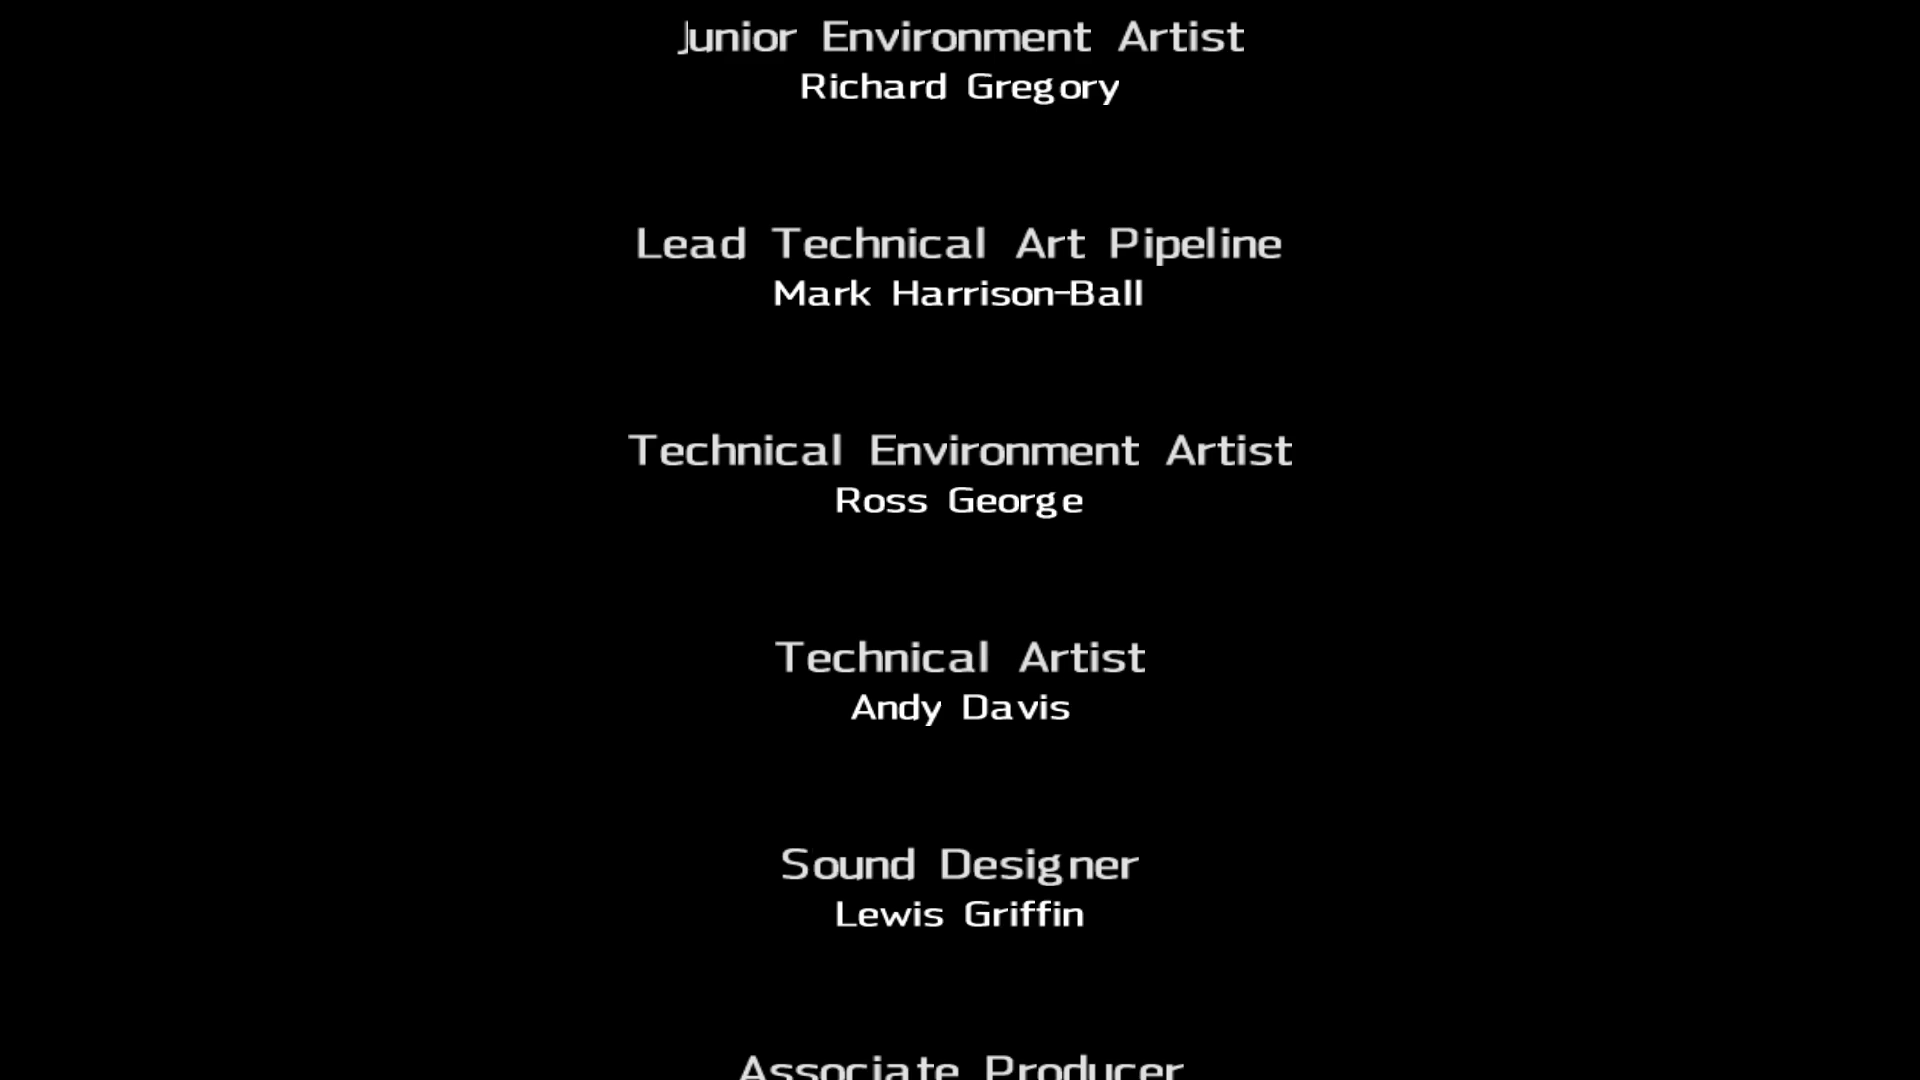 Junior Environment Artist
Richard Gregory
Lead Technical Art Pipeline
Mark Harrison-Ball
Technical Environment Artist
Ross George
Technical Artist
Andy Davis
Sound Designer
Lewis Griffin
Associate Producer